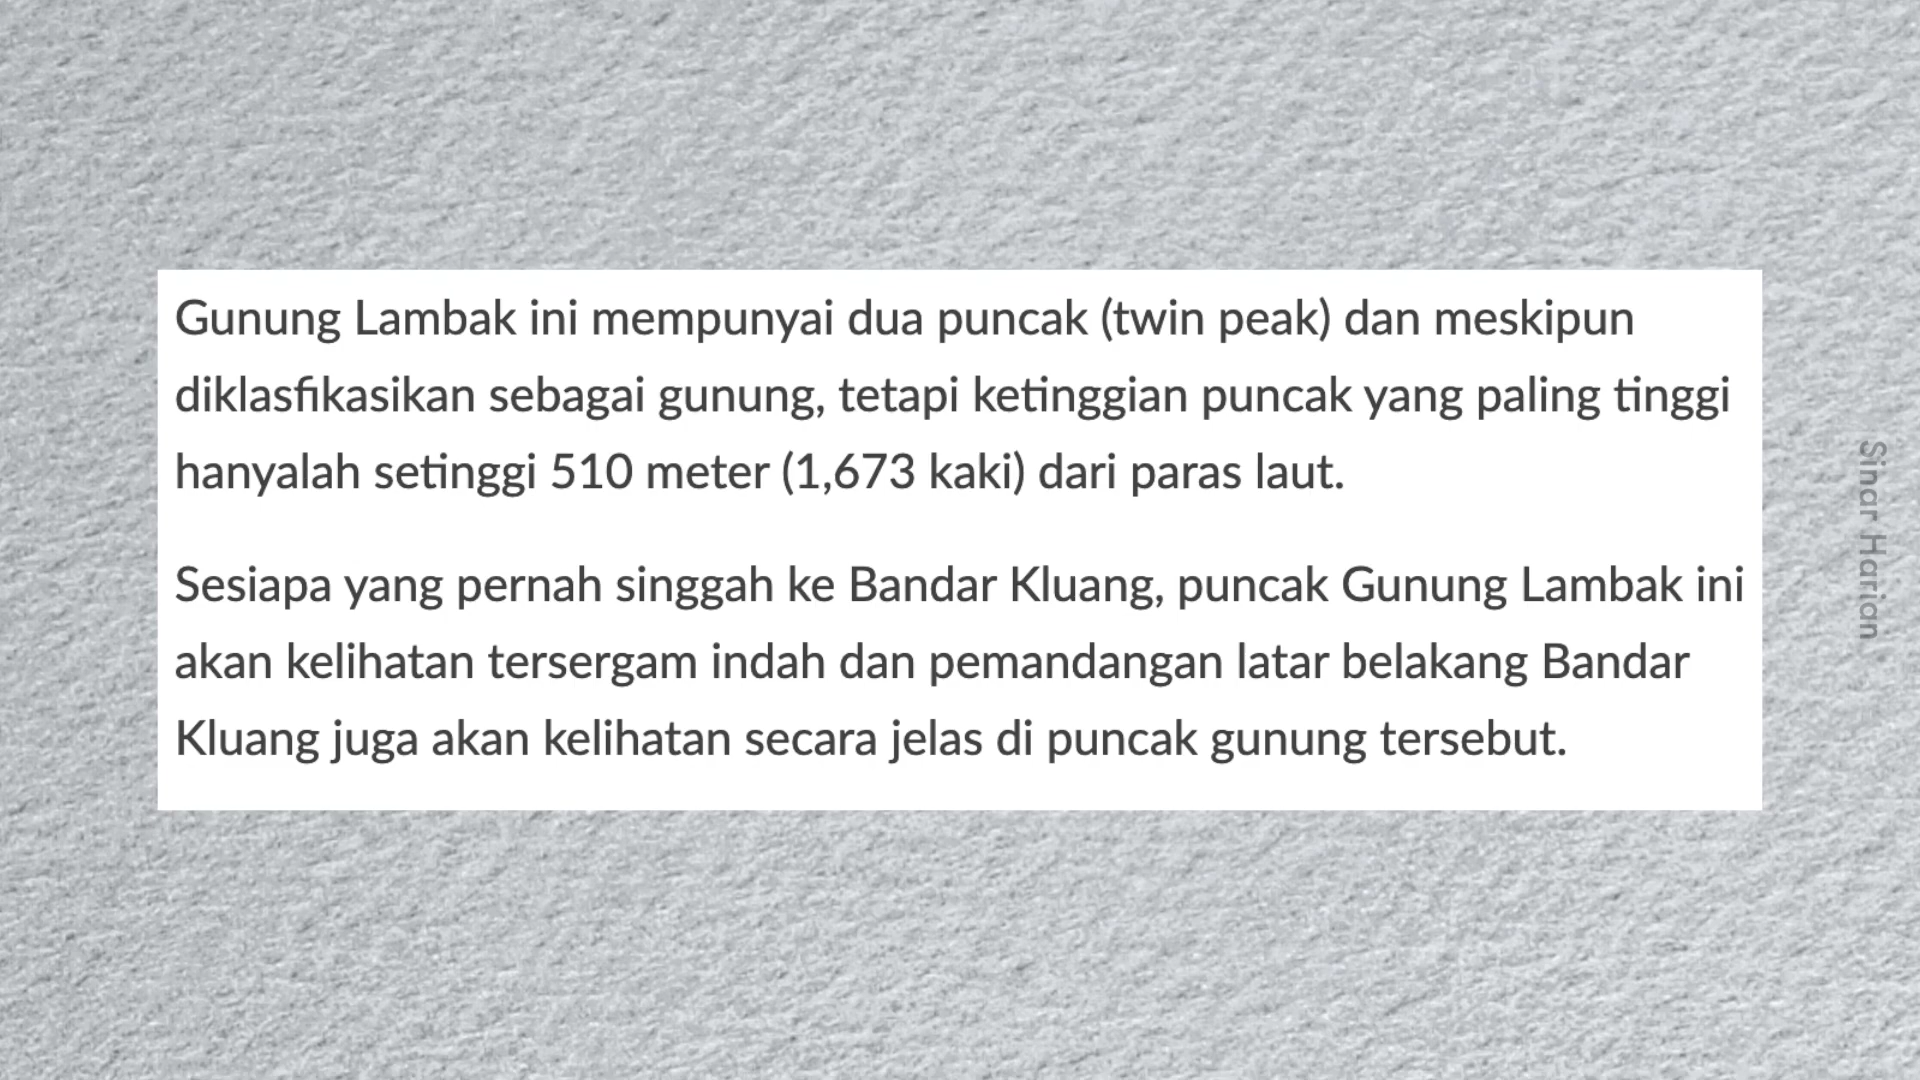 Gunung Lambak ini mempunyai dua puncak (twin peak) dan meskipun
diklasfikasikan sebagai gunung, tetapi ketinggian puncak yang paling tinggi
hanyalah setinggi 510 meter (1,673 kaki) dari paras laut.
Sesiapa yang pernah singgah ke Bandar Kluang, puncak Gunung Lambak ini
akan kelihatan tersergam indah dan pemandangan latar belakang Bandar
Kluang juga akan kelihatan secara jelas di puncak gunung tersebut.
Sinar Harian